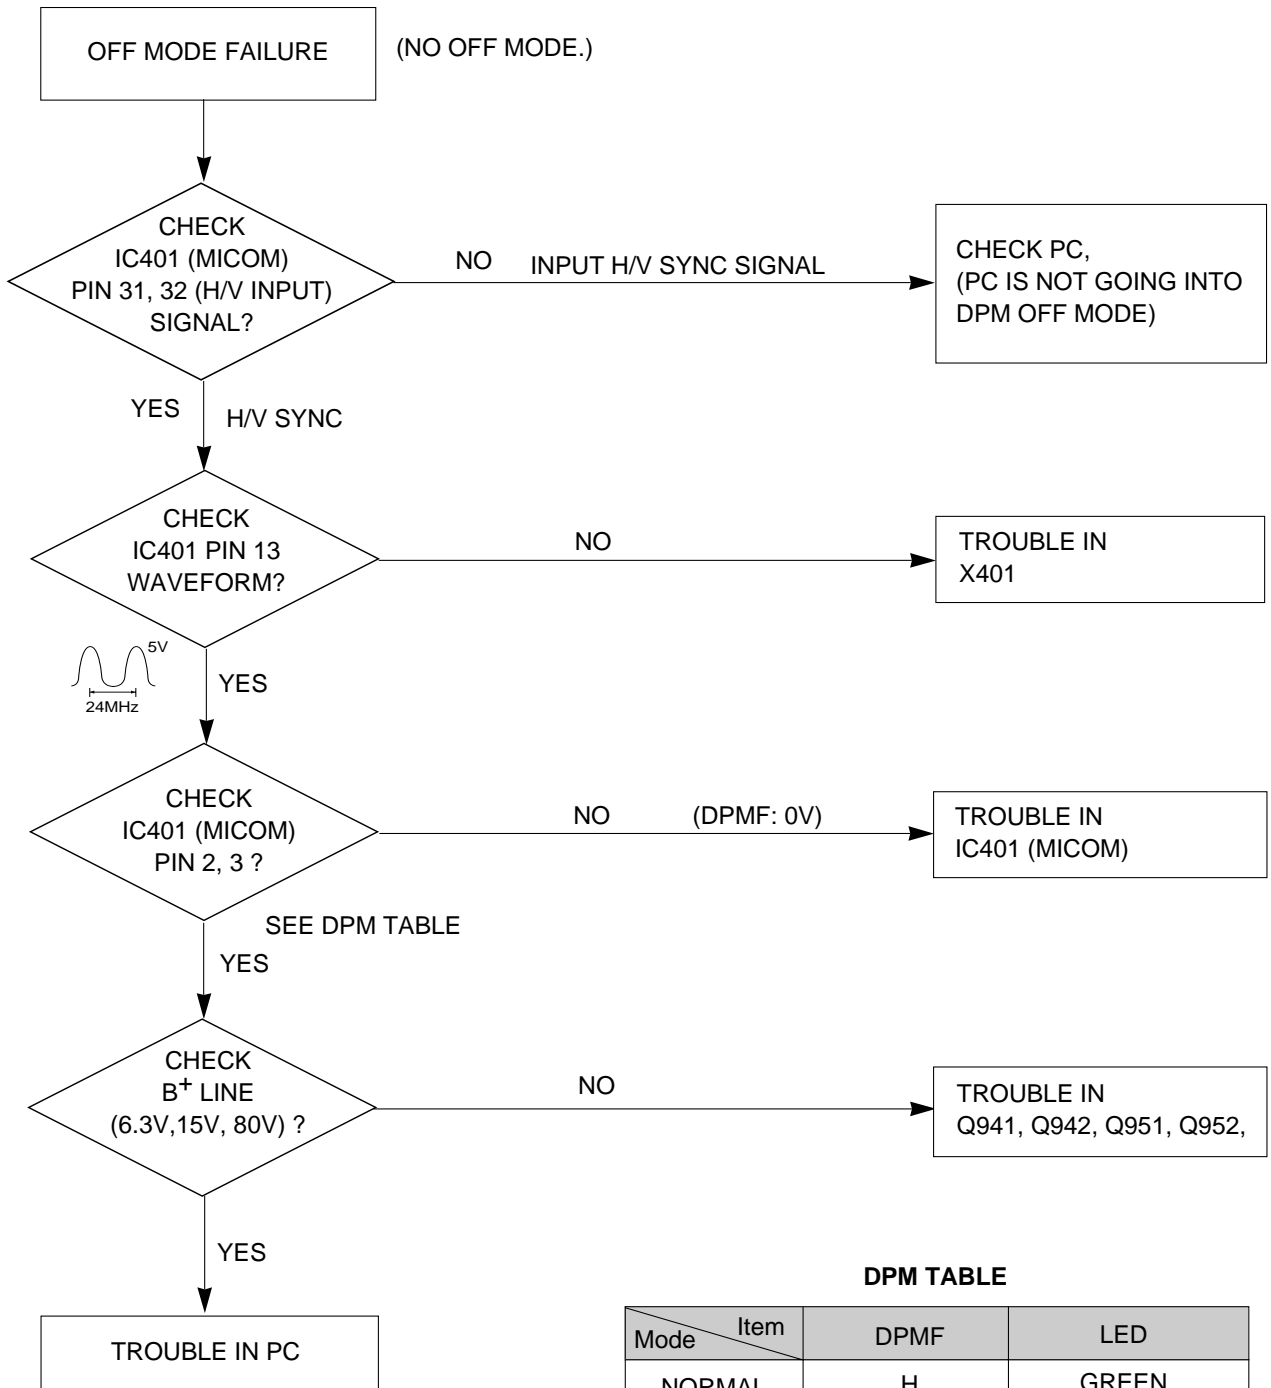 OFF MODE FAILURE
(NO OFF MODE.)
CHECK
IC401 (MICOM)
PIN 31, 32 (H/V INPUT)
SIGNAL?
NO
INPUT H/V SYNC SIGNAL
CHECK PC,
(PC IS NOT GOING INTO
DPM OFF MODE)
YES
H/V SYNC
CHECK
IC401 PIN 13
WAVEFORM?
NO
TROUBLE IN
X401
5V
24MHz
YES
CHECK
IC401 (MICOM)
PIN 2, 3 ?
NO
(DPMF: 0V)
TROUBLE IN
IC401 (MICOM)
SEE DPM TABLE
YES
CHECK
B+ LINE
(6.3V,15V, 80V) ?
NO
TROUBLE IN
Q941, Q942, Q951, Q952,
YES
TROUBLE IN PC
DPM TABLE
Mode Item DPMF LED
NORMAL H GREEN